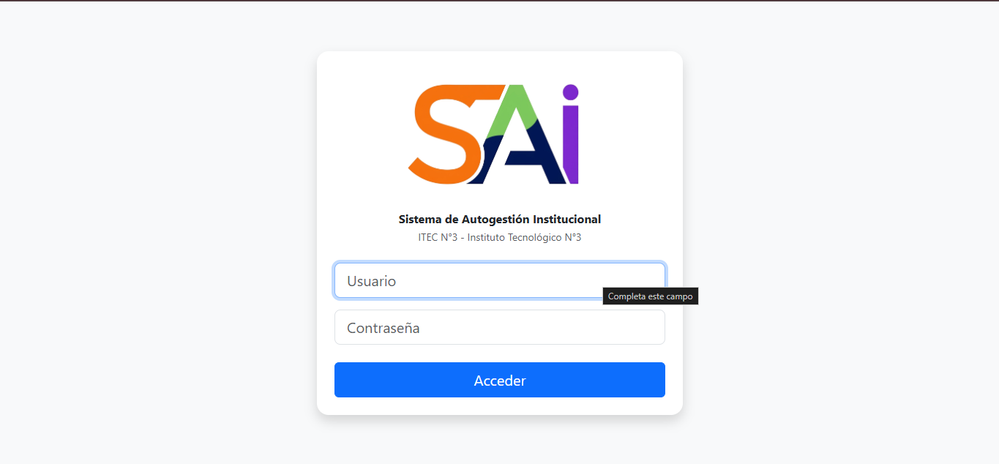 SAi
Sistema de Autogestión Institucional
ITEC N°3 - Instituto Tecnológico N°3
Usuario
Completa este campo
Contraseña
Acceder